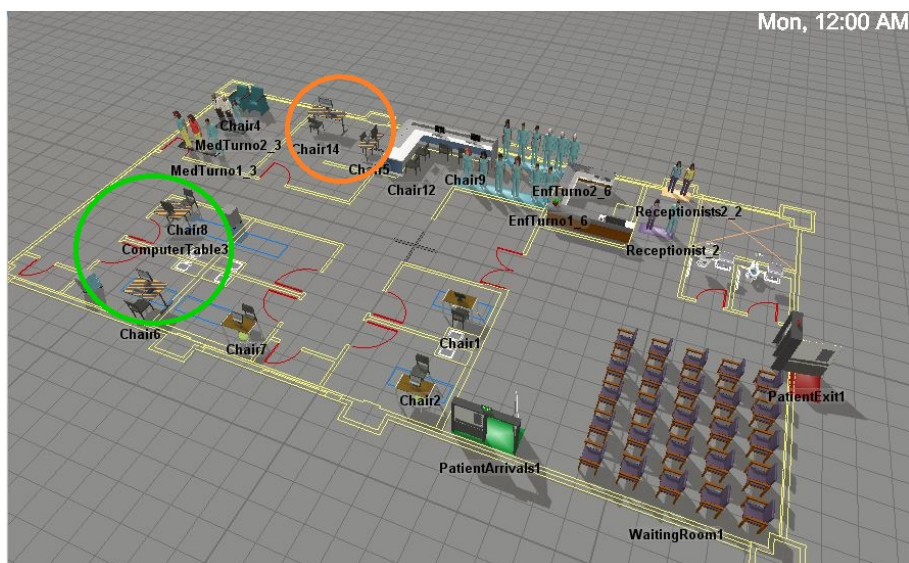 Mon, 12:00 AM
Chair4
MedTurno2_3
Chair14
MedTurno1_3
Chair5
Chair12
Chair9
EnfTurno2_6
Receptionists2_2
EnfTurno1_6
Receptionist_2
Chair8
ComputerTable3
Chair6
Chair7
Chair1
Chair2
PatientExit1
PatientArrivals1
WaitingRoom1